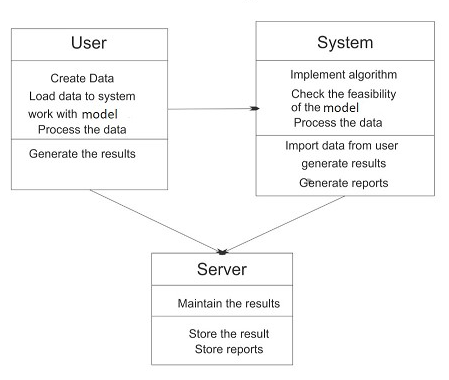 User
Create Data
Load data to system
work with model
Process the data
Generate the results
System
Implement algorithm
Check the feasibility
of the model
Process the data
Import data from user
generate results
Generate reports
Server
Maintain the results
Store the result
Store reports